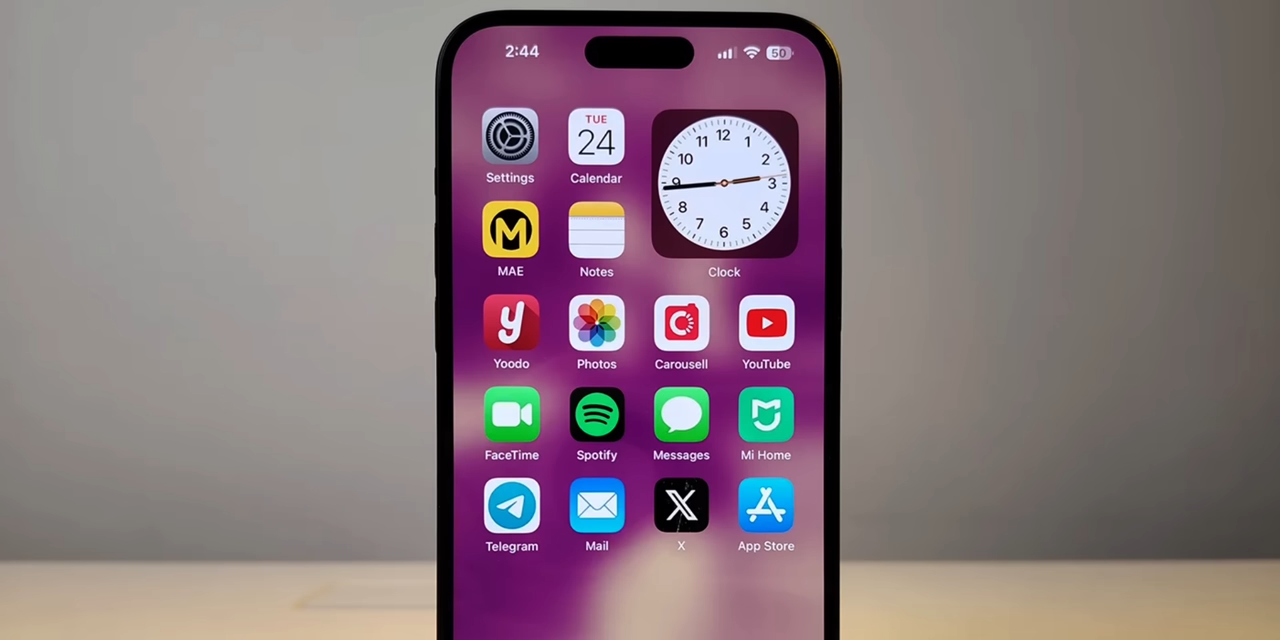 2:44
50
TUE
24
12
11
1
10
2
9
3
8
4
7
5
6
Settings
Calendar
M
MAE
Notes
Clock
y
Yoodo
Photos
Carousell
YouTube
FaceTime
Spotify
Messages
Mi Home
Telegram
Mail
X
App Store